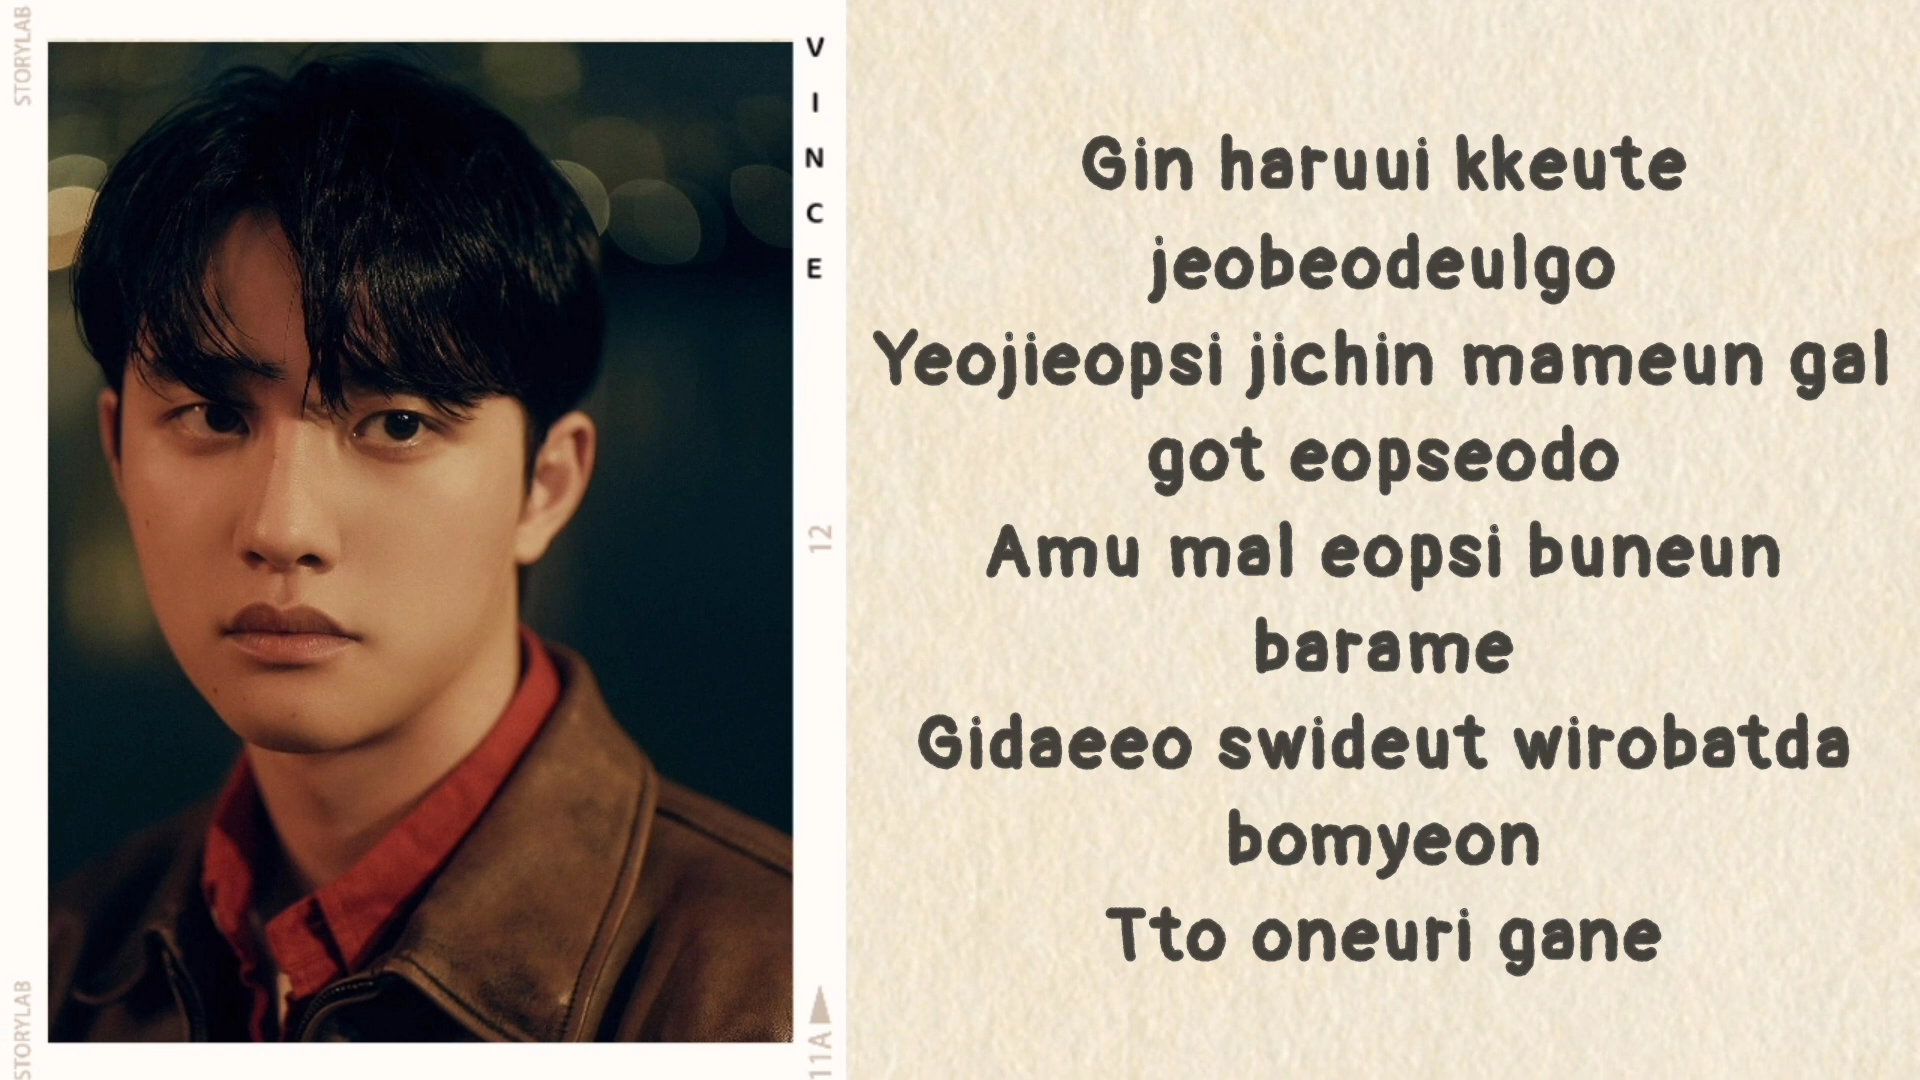 STORYLAB
STORYLAB
VINCE
12
11A
Gin haruui kkeute
jeobeodeulgo
Yeojieopsi jichin mameun gal
got eopseodo
Amu mal eopsi buneun
barame
Gidaeeo swideut wirobatda
bomyeon
Tto oneuri gane